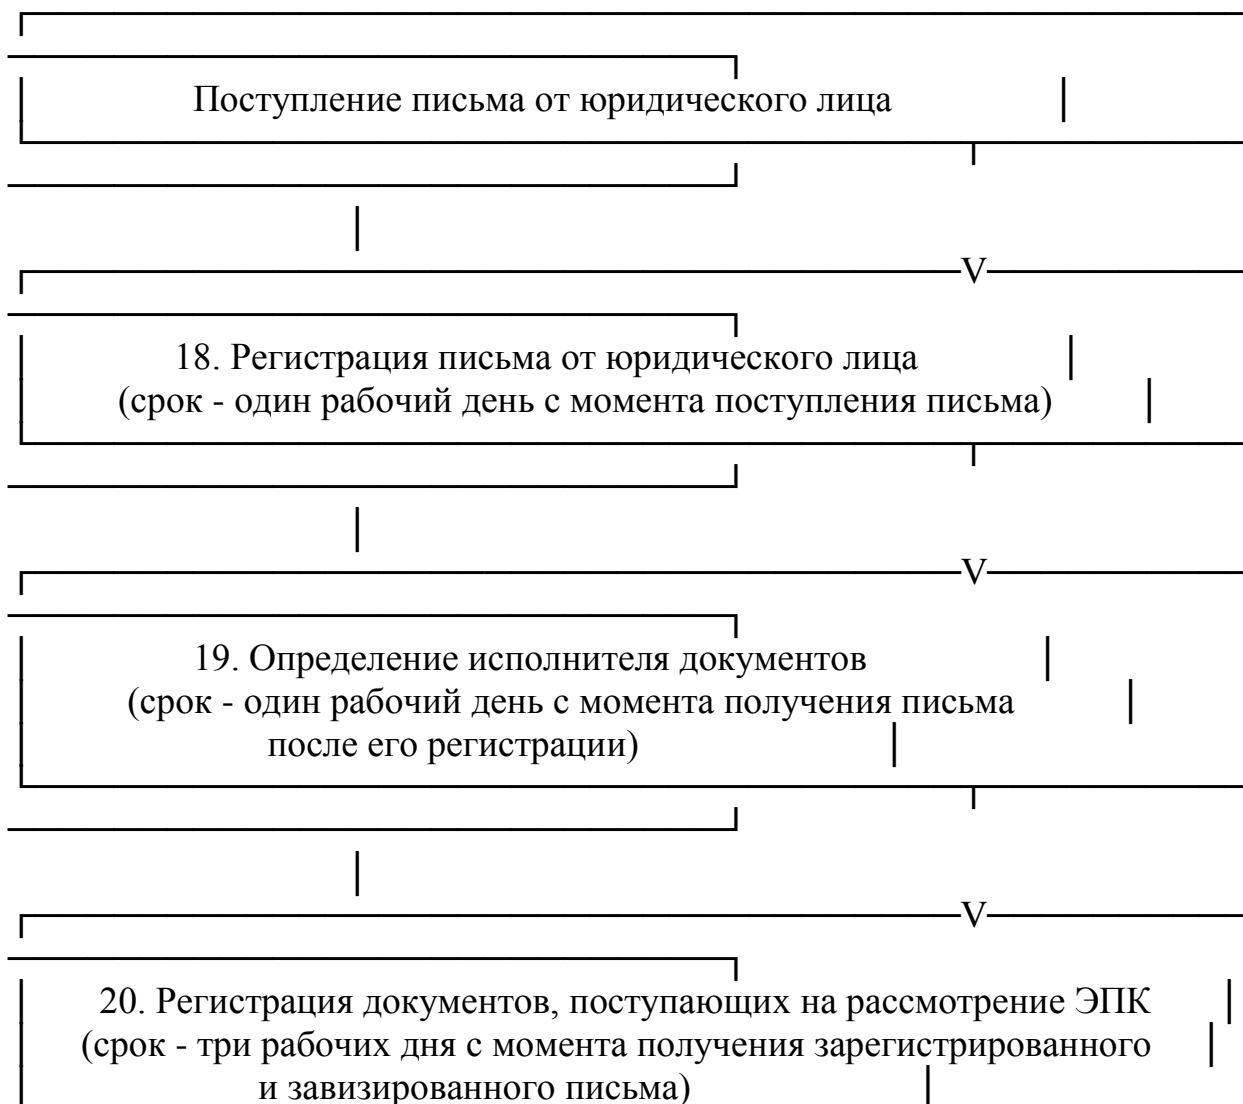 Поступление письма от юридического лица
V
18. Регистрация письма от юридического лица
(срок - один рабочий день с момента поступления письма)
V
19. Определение исполнителя документов
(срок - один рабочий день с момента получения письма
после его регистрации)
V
20. Регистрация документов, поступающих на рассмотрение ЭПК
(срок - три рабочих дня с момента получения зарегистрированного
и завизированного письма)